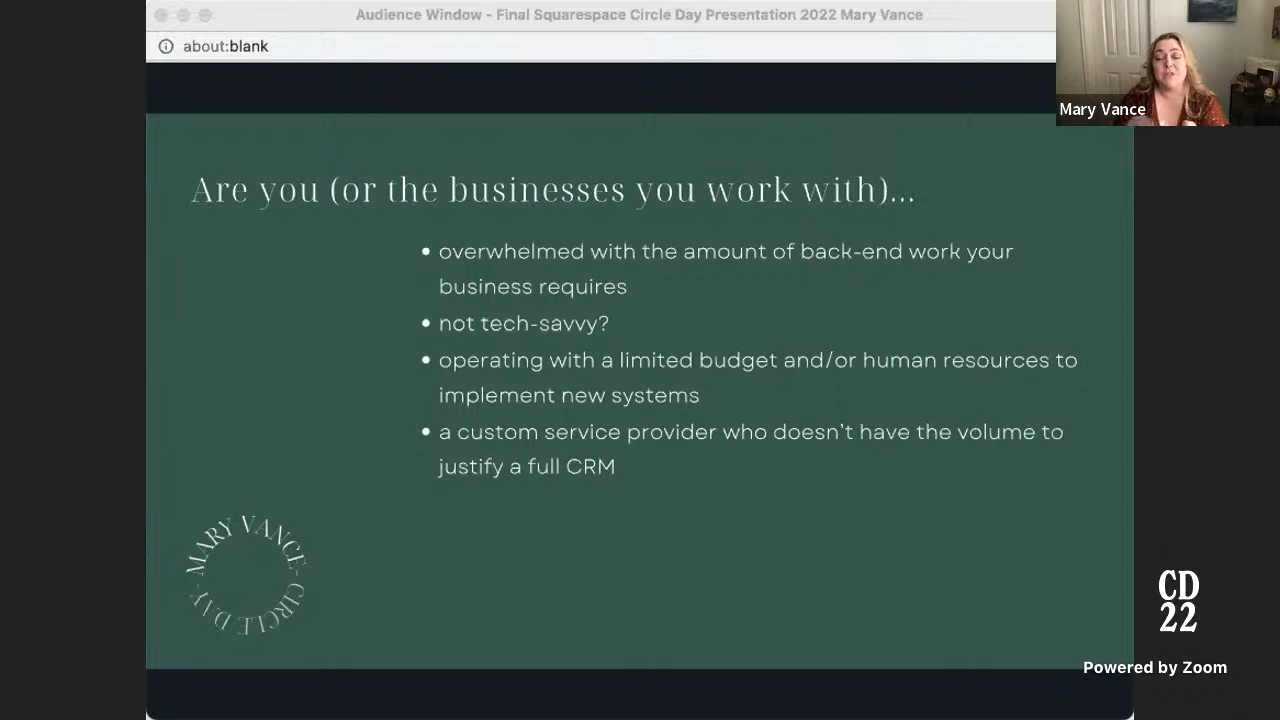 Audience Window - Final Squarespace Circle Day Presentation 2022 Mary Vance
about:blank
Mary Vance
Are you (or the businesses you work with)...
• overwhelmed with the amount of back-end work your
business requires
• not tech-savvy?
• operating with a limited budget and/or human resources to
implement new systems
• a custom service provider who doesn't have the volume to
justify a full CRM
MARY VANCE - CIRCLE DAY -
CD
22
Powered by Zoom